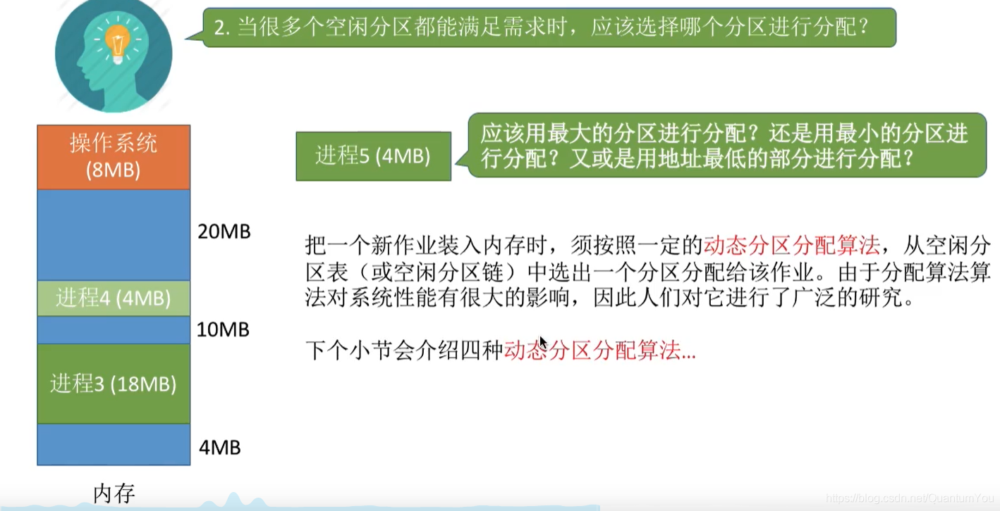 2. 当很多个空闲分区都能满足需求时，应该选择哪个分区进行分配？
操作系统
(8MB)
20MB
进程4 (4MB)
10MB
进程3 (18MB)
4MB
内存
进程5 (4MB)
应该用最大的分区进行分配？还是用最小的分区进
行分配？又或是用地址最低的部分进行分配？
把一个新作业装入内存时，须按照一定的动态分区分配算法，从空闲分
区表（或空闲分区链）中选出一个分区分配给该作业。由于分配算法算
法对系统性能有很大的影响，因此人们对它进行了广泛的研究。
下个小节会介绍四种动态分区分配算法...
https://blog.csdn.net/QuantumYou